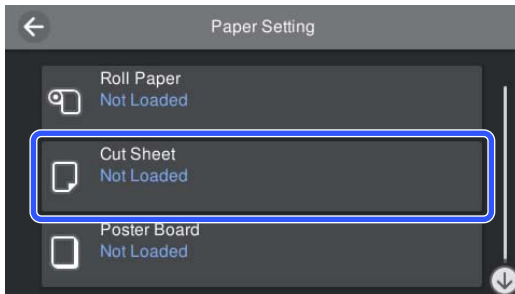 Paper Setting
Roll Paper
Not Loaded
Cut Sheet
Not Loaded
Poster Board
Not Loaded